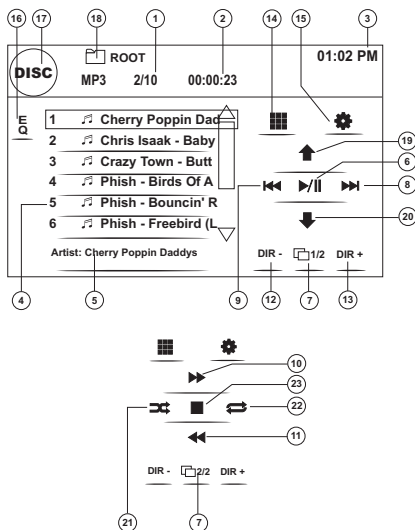 16 17 18 1 2 14 15 3
ROOT
01:02 PM
DISC
MP3 2/10 00:00:23
EQ
1 Cherry Poppin Dad
2 Chris Isaak - Baby
3 Crazy Town - Butt
4 Phish - Birds Of A
5 Phish - Bouncin' R
6 Phish - Freebird (L
Artist: Cherry Poppin Daddys
DIR - 1/2 DIR +
19
6
8
20
4 5 9 12 7 13
10
23
22
11
DIR - 2/2 DIR +
21 7